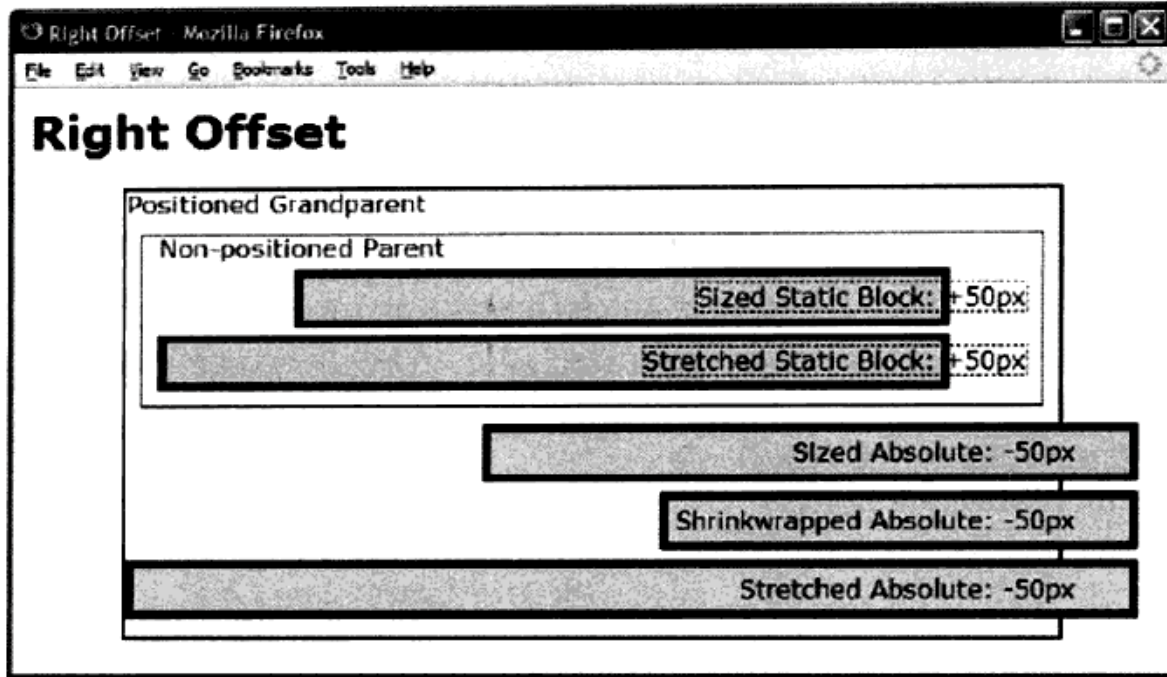 Right Offset - Mozilla Firefox
File Edit View Go Bookmarks Tools Help
Right Offset
Positioned Grandparent
Non-positioned Parent
Sized Static Block: +50px
Stretched Static Block: +50px
Sized Absolute: -50px
Shrinkwrapped Absolute: -50px
Stretched Absolute: -50px